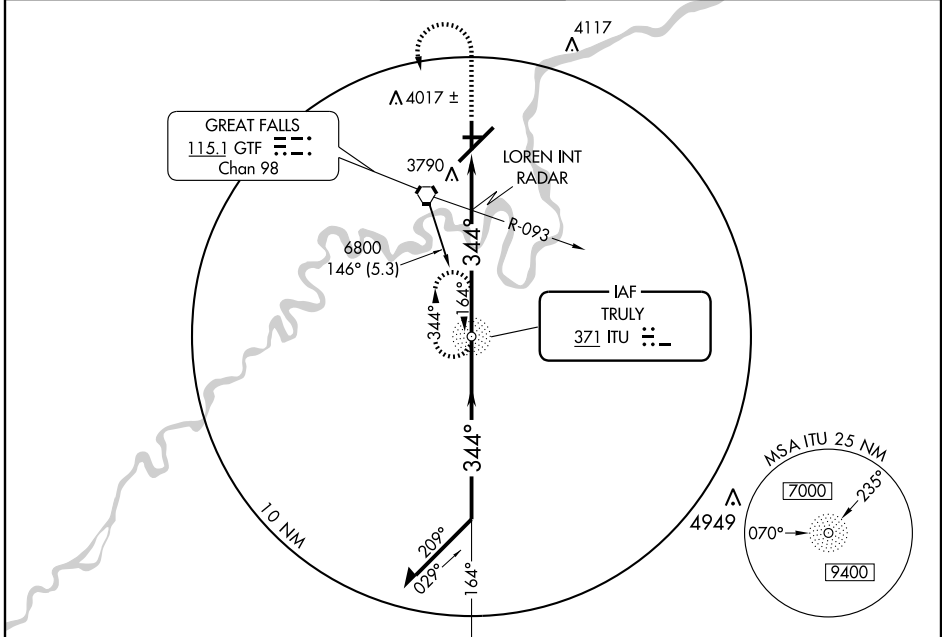 4117
4017 ±
GREAT FALLS
115.1 GTF
Chan 98
3790
LOREN INT
RADAR
R-093
6800
146° (5.3)
344°
344°
164°
IAF
TRULY
371 ITU
344°
10 NM
209°
029°
164°
4949
MSA ITU 25 NM
7000
235°
070°
9400